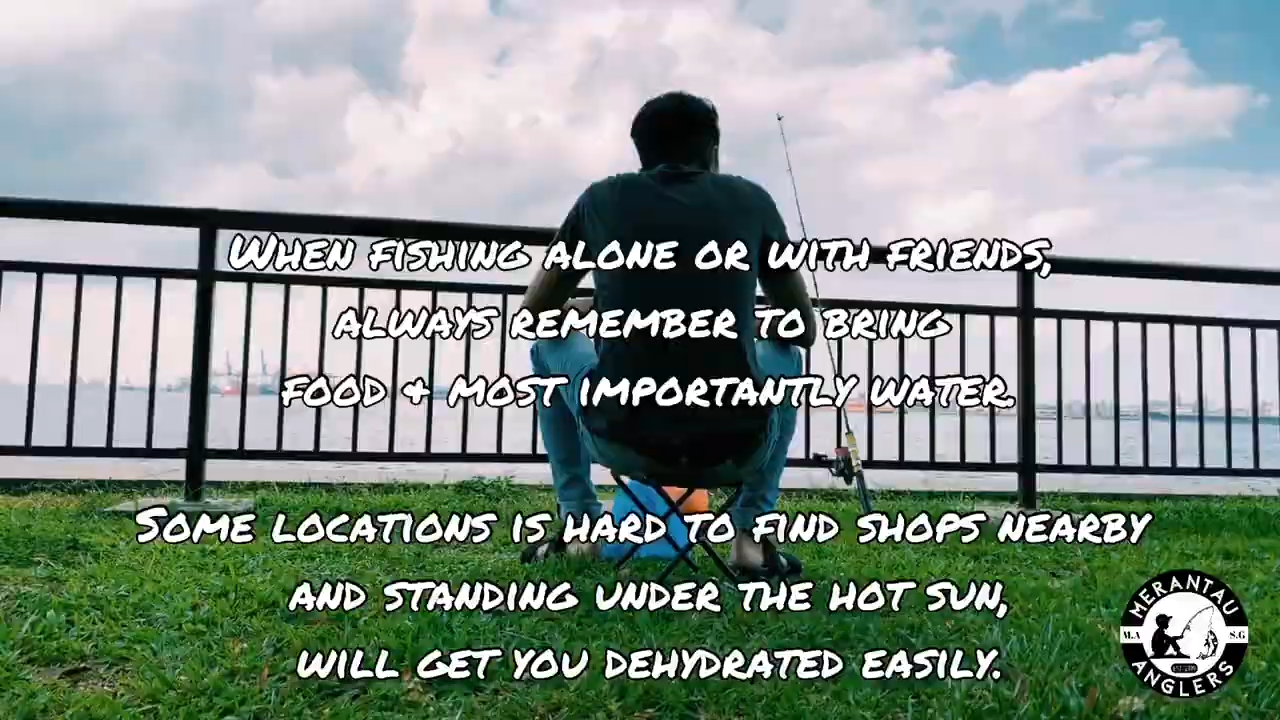 When fishing alone or with friends,
always remember to bring
food & most importantly water.
Some locations is hard to find shops nearby
and standing under the hot sun,
will get you dehydrated easily.
MERANTAU
M.A S.G
ANGLERS